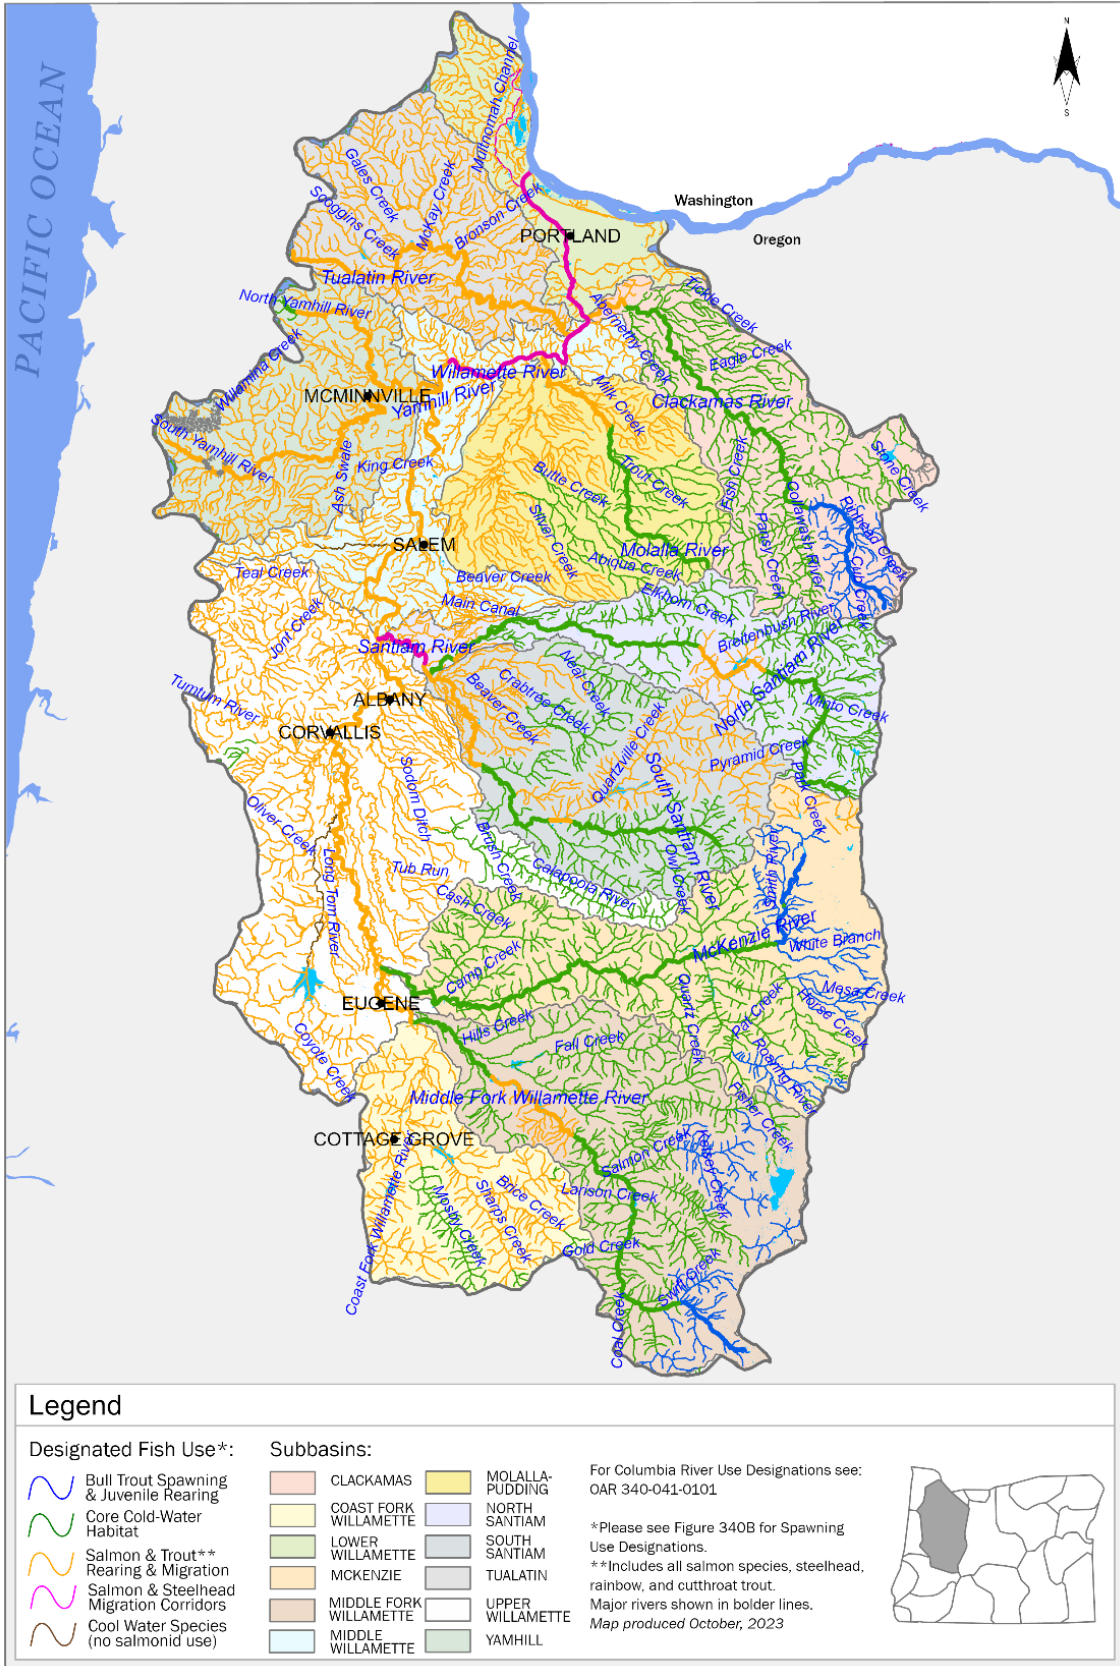 N
S
PACIFIC OCEAN
Multnomah Channel
Gales Creek
McKay Creek
Scoggins Creek
Bronson Creek
Washington
PORTLAND
Oregon
Tualatin River
Tickle Creek
North Yamhill River
Abernethy Creek
Eagle Creek
Willamina Creek
Willamette River
MCMINNVILLE
Yamhill River
Milk Creek
Clackamas River
South Yamhill River
Ash Swale
King Creek
Butte Creek
Trout Creek
Fish Creek
Stone Creek
Silver Creek
Collawash River
Pinhead Creek
SALEM
Molalla River
Pansy Creek
Cub Creek
Teal Creek
Beaver Creek
Abiqua Creek
Elkhorn Creek
Main Canal
Jont Creek
Breitenbush River
Santiam River
North Santiam River
Neal Creek
Crabtree Creek
Beaver Creek
Tumtum River
ALBANY
Minto Creek
CORVALLIS
Quartzville Creek
Pyramid Creek
Sodom Ditch
South Santiam River
Park Creek
Oliver Creek
Long Tom River
Brush Creek
Tub Run
Calapooia River
Owl Creek
Smith River
Cash Creek
McKenzie River
White Branch
Camp Creek
Quartz Creek
Mesa Creek
EUGENE
Pat Creek
Horse Creek
Hills Creek
Fall Creek
Coyote Creek
Roaring River
Middle Fork Willamette River
Fisher Creek
COTTAGE GROVE
Salmon Creek
Kelsey Creek
Coast Fork Willamette River
Mosby Creek
Sharps Creek
Brice Creek
Larison Creek
Gold Creek
Swift Creek
Coal Creek
Legend
Designated Fish Use*:
Bull Trout Spawning
& Juvenile Rearing
Core Cold-Water
Habitat
Salmon & Trout**
Rearing & Migration
Salmon & Steelhead
Migration Corridors
Cool Water Species
(no salmonid use)
Subbasins:
CLACKAMAS
COAST FORK
WILLAMETTE
LOWER
WILLAMETTE
MCKENZIE
MIDDLE FORK
WILLAMETTE
MIDDLE
WILLAMETTE
MOLALLA-
PUDDING
NORTH
SANTIAM
SOUTH
SANTIAM
TUALATIN
UPPER
WILLAMETTE
YAMHILL
For Columbia River Use Designations see:
OAR 340-041-0101
*Please see Figure 340B for Spawning
Use Designations.
**Includes all salmon species, steelhead,
rainbow, and cutthroat trout.
Major rivers shown in bolder lines.
Map produced October, 2023